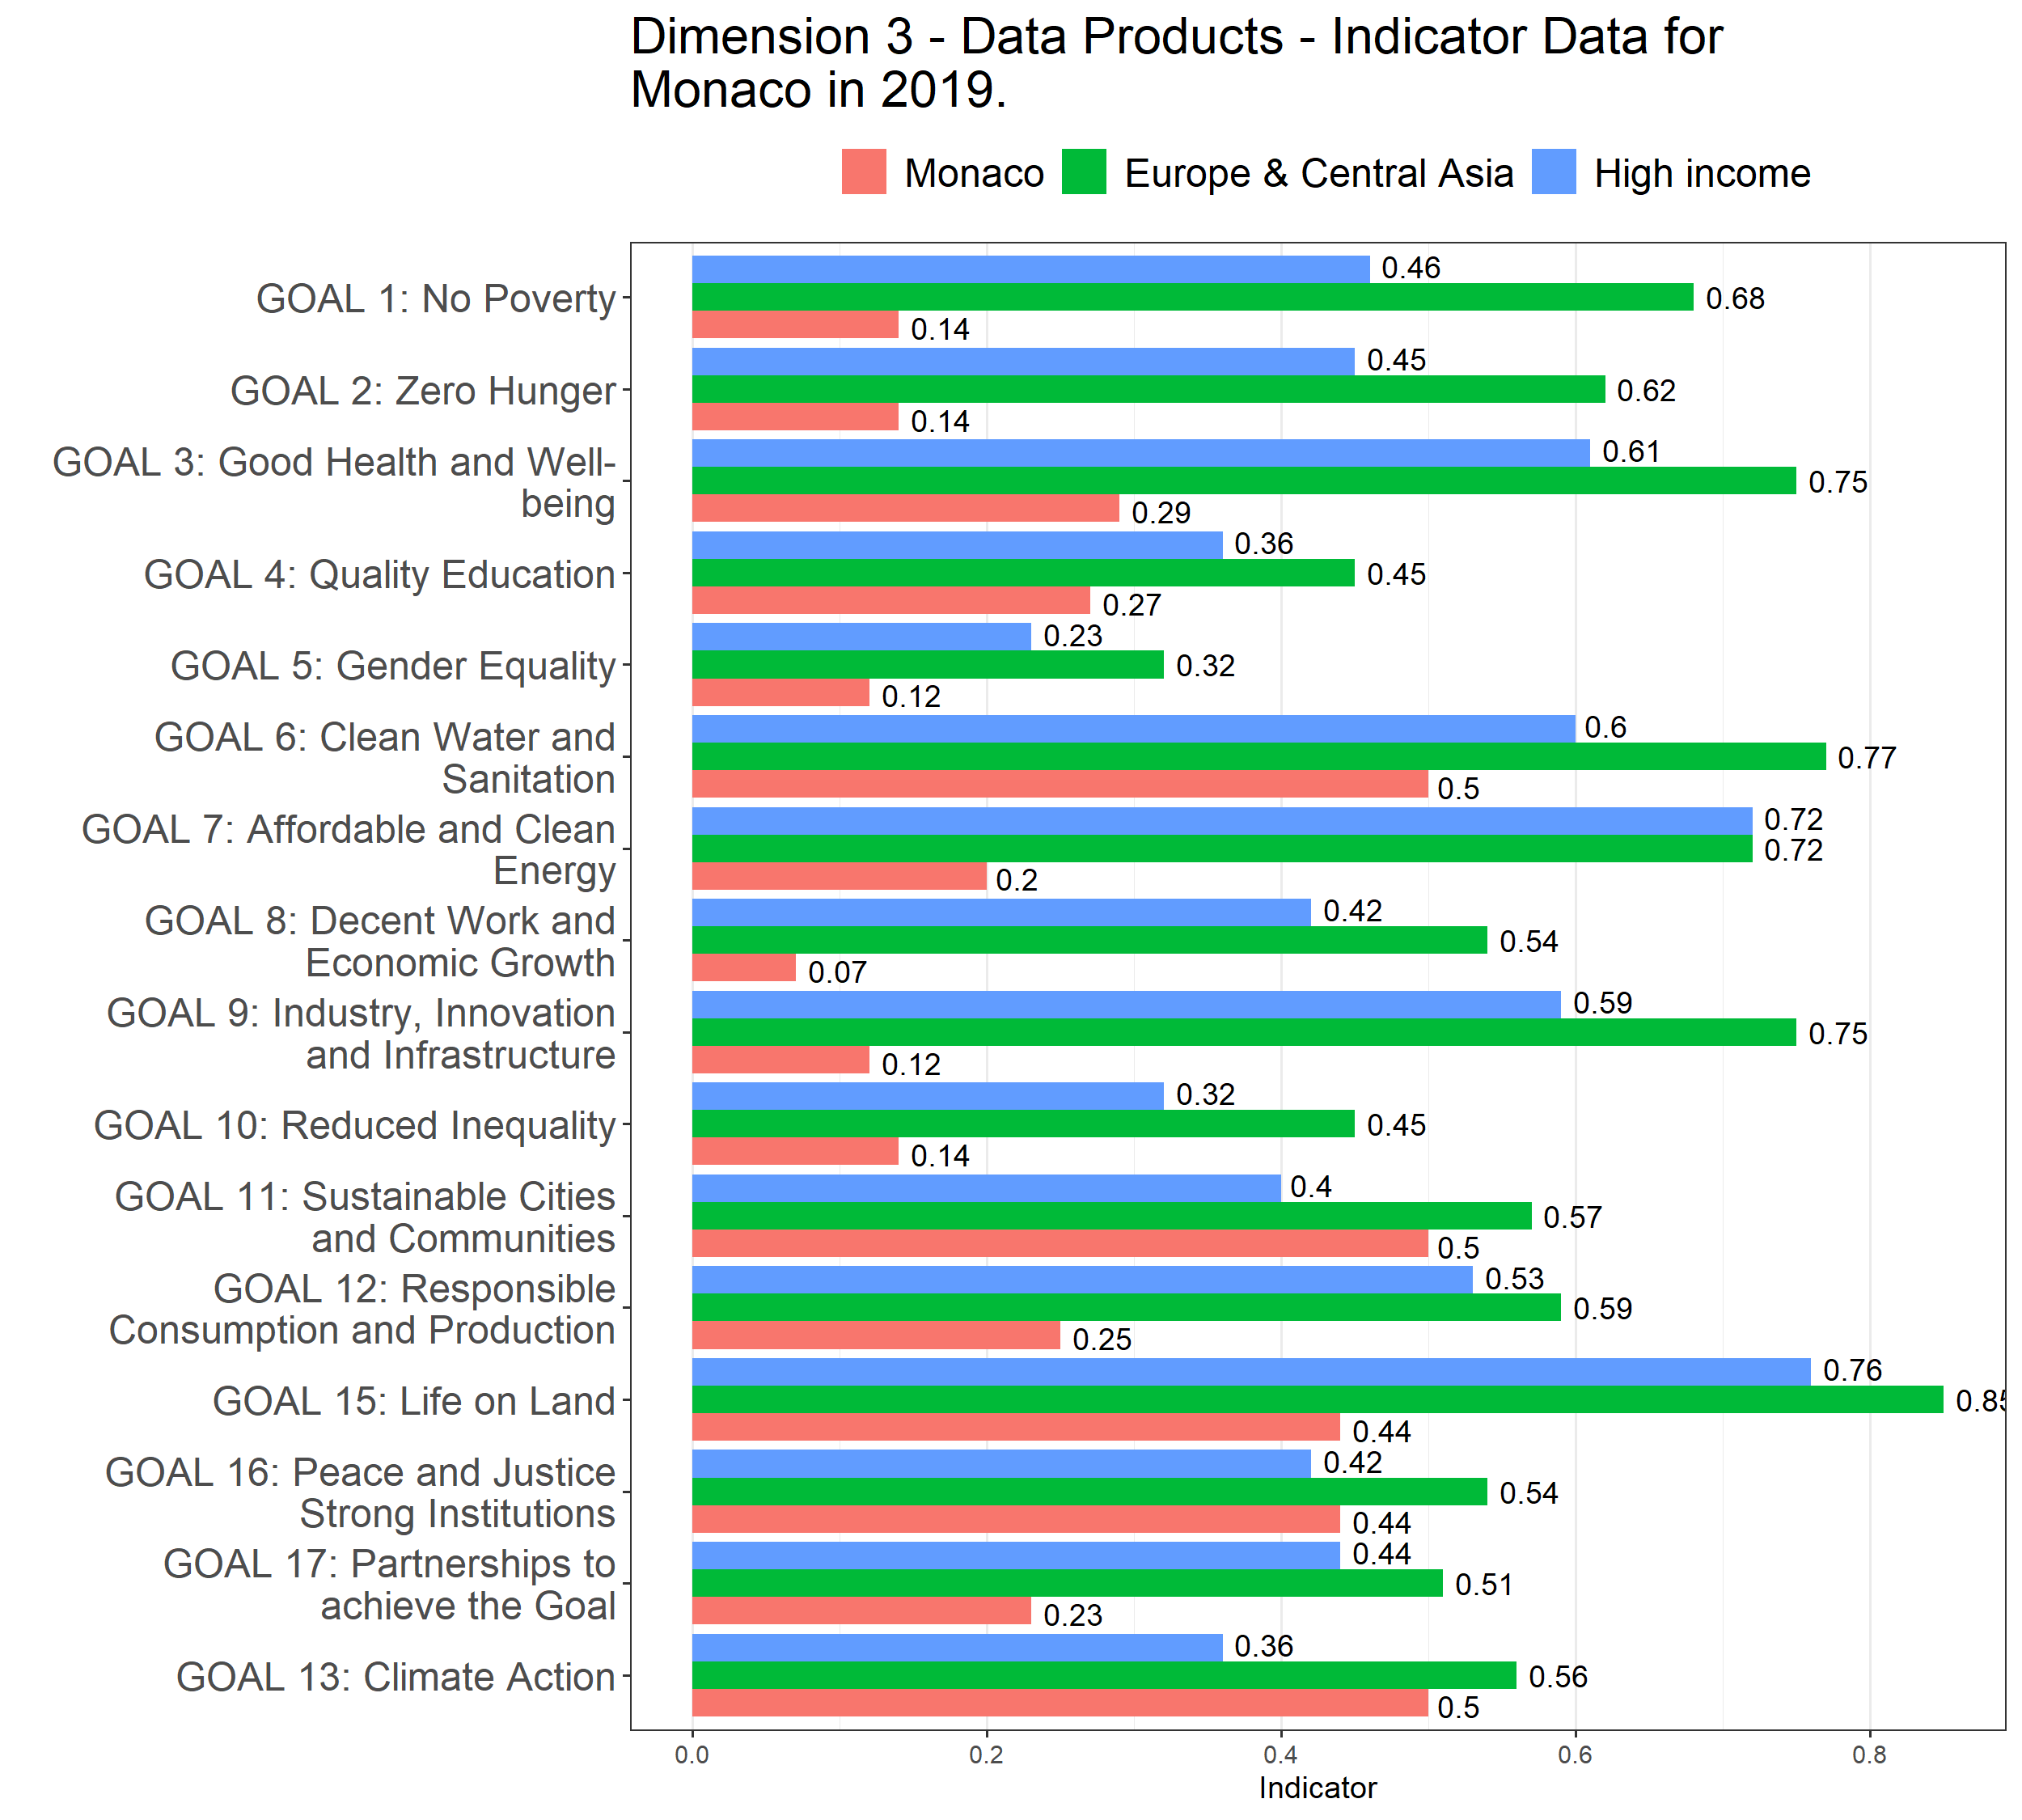 Dimension 3 - Data Products - Indicator Data for
Monaco in 2019.
Monaco Europe & Central Asia High income
GOAL 1: No Poverty
0.46
0.68
0.14
GOAL 2: Zero Hunger
0.45
0.62
0.14
GOAL 3: Good Health and Well-
being
0.61
0.75
0.29
GOAL 4: Quality Education
0.36
0.45
0.27
GOAL 5: Gender Equality
0.23
0.32
0.12
GOAL 6: Clean Water and
Sanitation
0.6
0.77
0.5
GOAL 7: Affordable and Clean
Energy
0.72
0.72
0.2
GOAL 8: Decent Work and
Economic Growth
0.42
0.54
0.07
GOAL 9: Industry, Innovation
and Infrastructure
0.59
0.75
0.12
GOAL 10: Reduced Inequality
0.32
0.45
0.14
GOAL 11: Sustainable Cities
and Communities
0.4
0.57
0.5
GOAL 12: Responsible
Consumption and Production
0.53
0.59
0.25
GOAL 15: Life on Land
0.76
0.85
0.44
GOAL 16: Peace and Justice
Strong Institutions
0.42
0.54
0.44
GOAL 17: Partnerships to
achieve the Goal
0.44
0.51
0.23
GOAL 13: Climate Action
0.36
0.56
0.5
0.0 0.2 0.4 0.6 0.8
Indicator